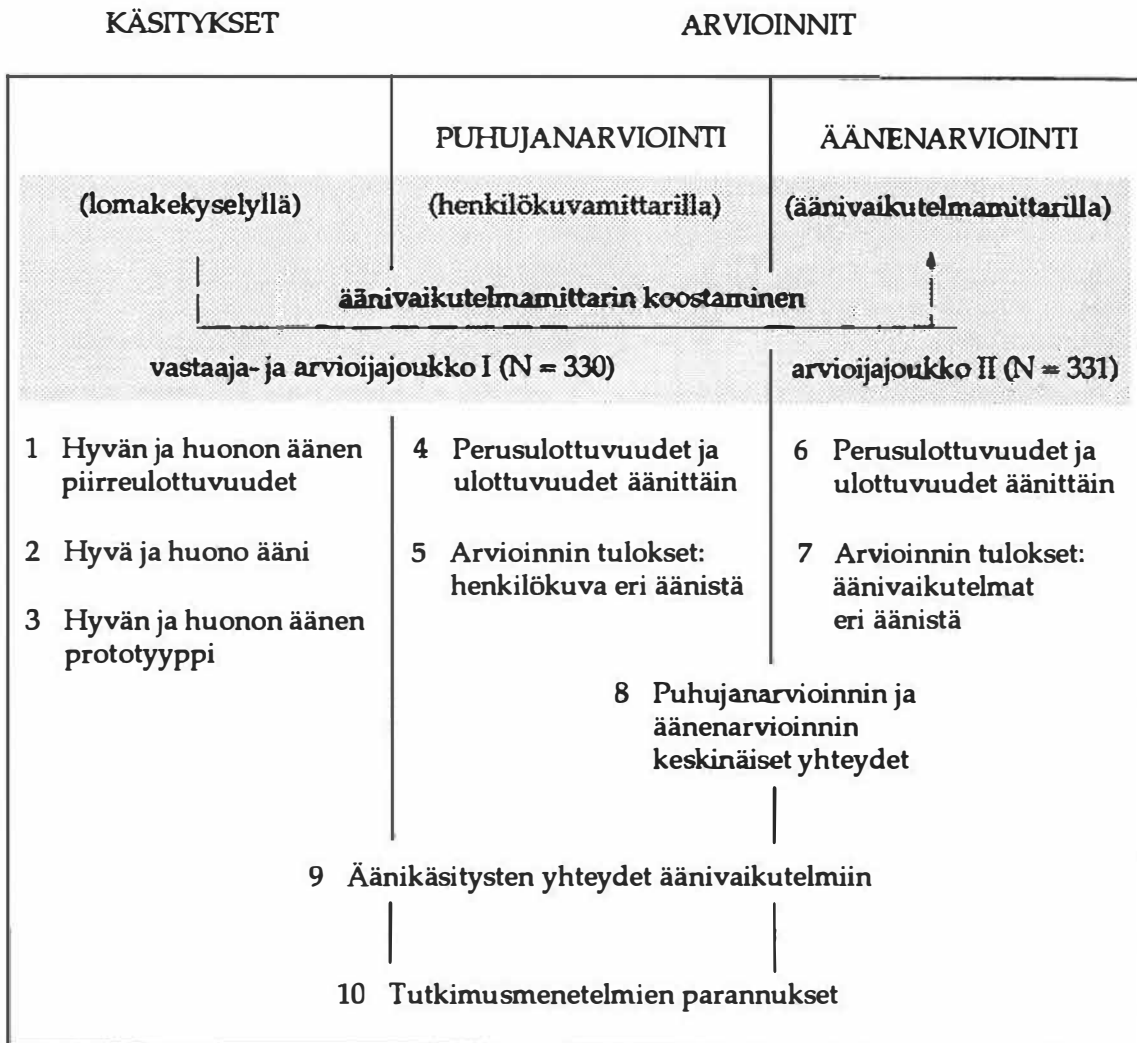 KÄSITYKSET
ARVIOINNIT
PUHUJANARVIOINTI
ÄÄNENARVIOINTI
(lomakekyselyllä)
(henkilökuvamittarilla)
(äänivaikutelmamittarilla)
äänivaikutelmamittarin koostaminen
vastaaja- ja arvioijajoukko I (N = 330)
arvioijajoukko II (N = 331)
1 Hyvän ja huonon äänen
piirreulottuvuudet
2 Hyvä ja huono ääni
3 Hyvän ja huonon äänen
prototyyppi
4 Perusulottuvuudet ja
ulottuvuudet äänittäin
5 Arvioinnin tulokset:
henkilökuva eri äänistä
6 Perusulottuvuudet ja
ulottuvuudet äänittäin
7 Arvioinnin tulokset:
äänivaikutelmat
eri äänistä
8 Puhujanarvioinnin ja
äänenarvioinnin
keskinäiset yhteydet
9 Äänikäsitysten yhteydet äänivaikutelmiin
10 Tutkimusmenetelmien parannukset